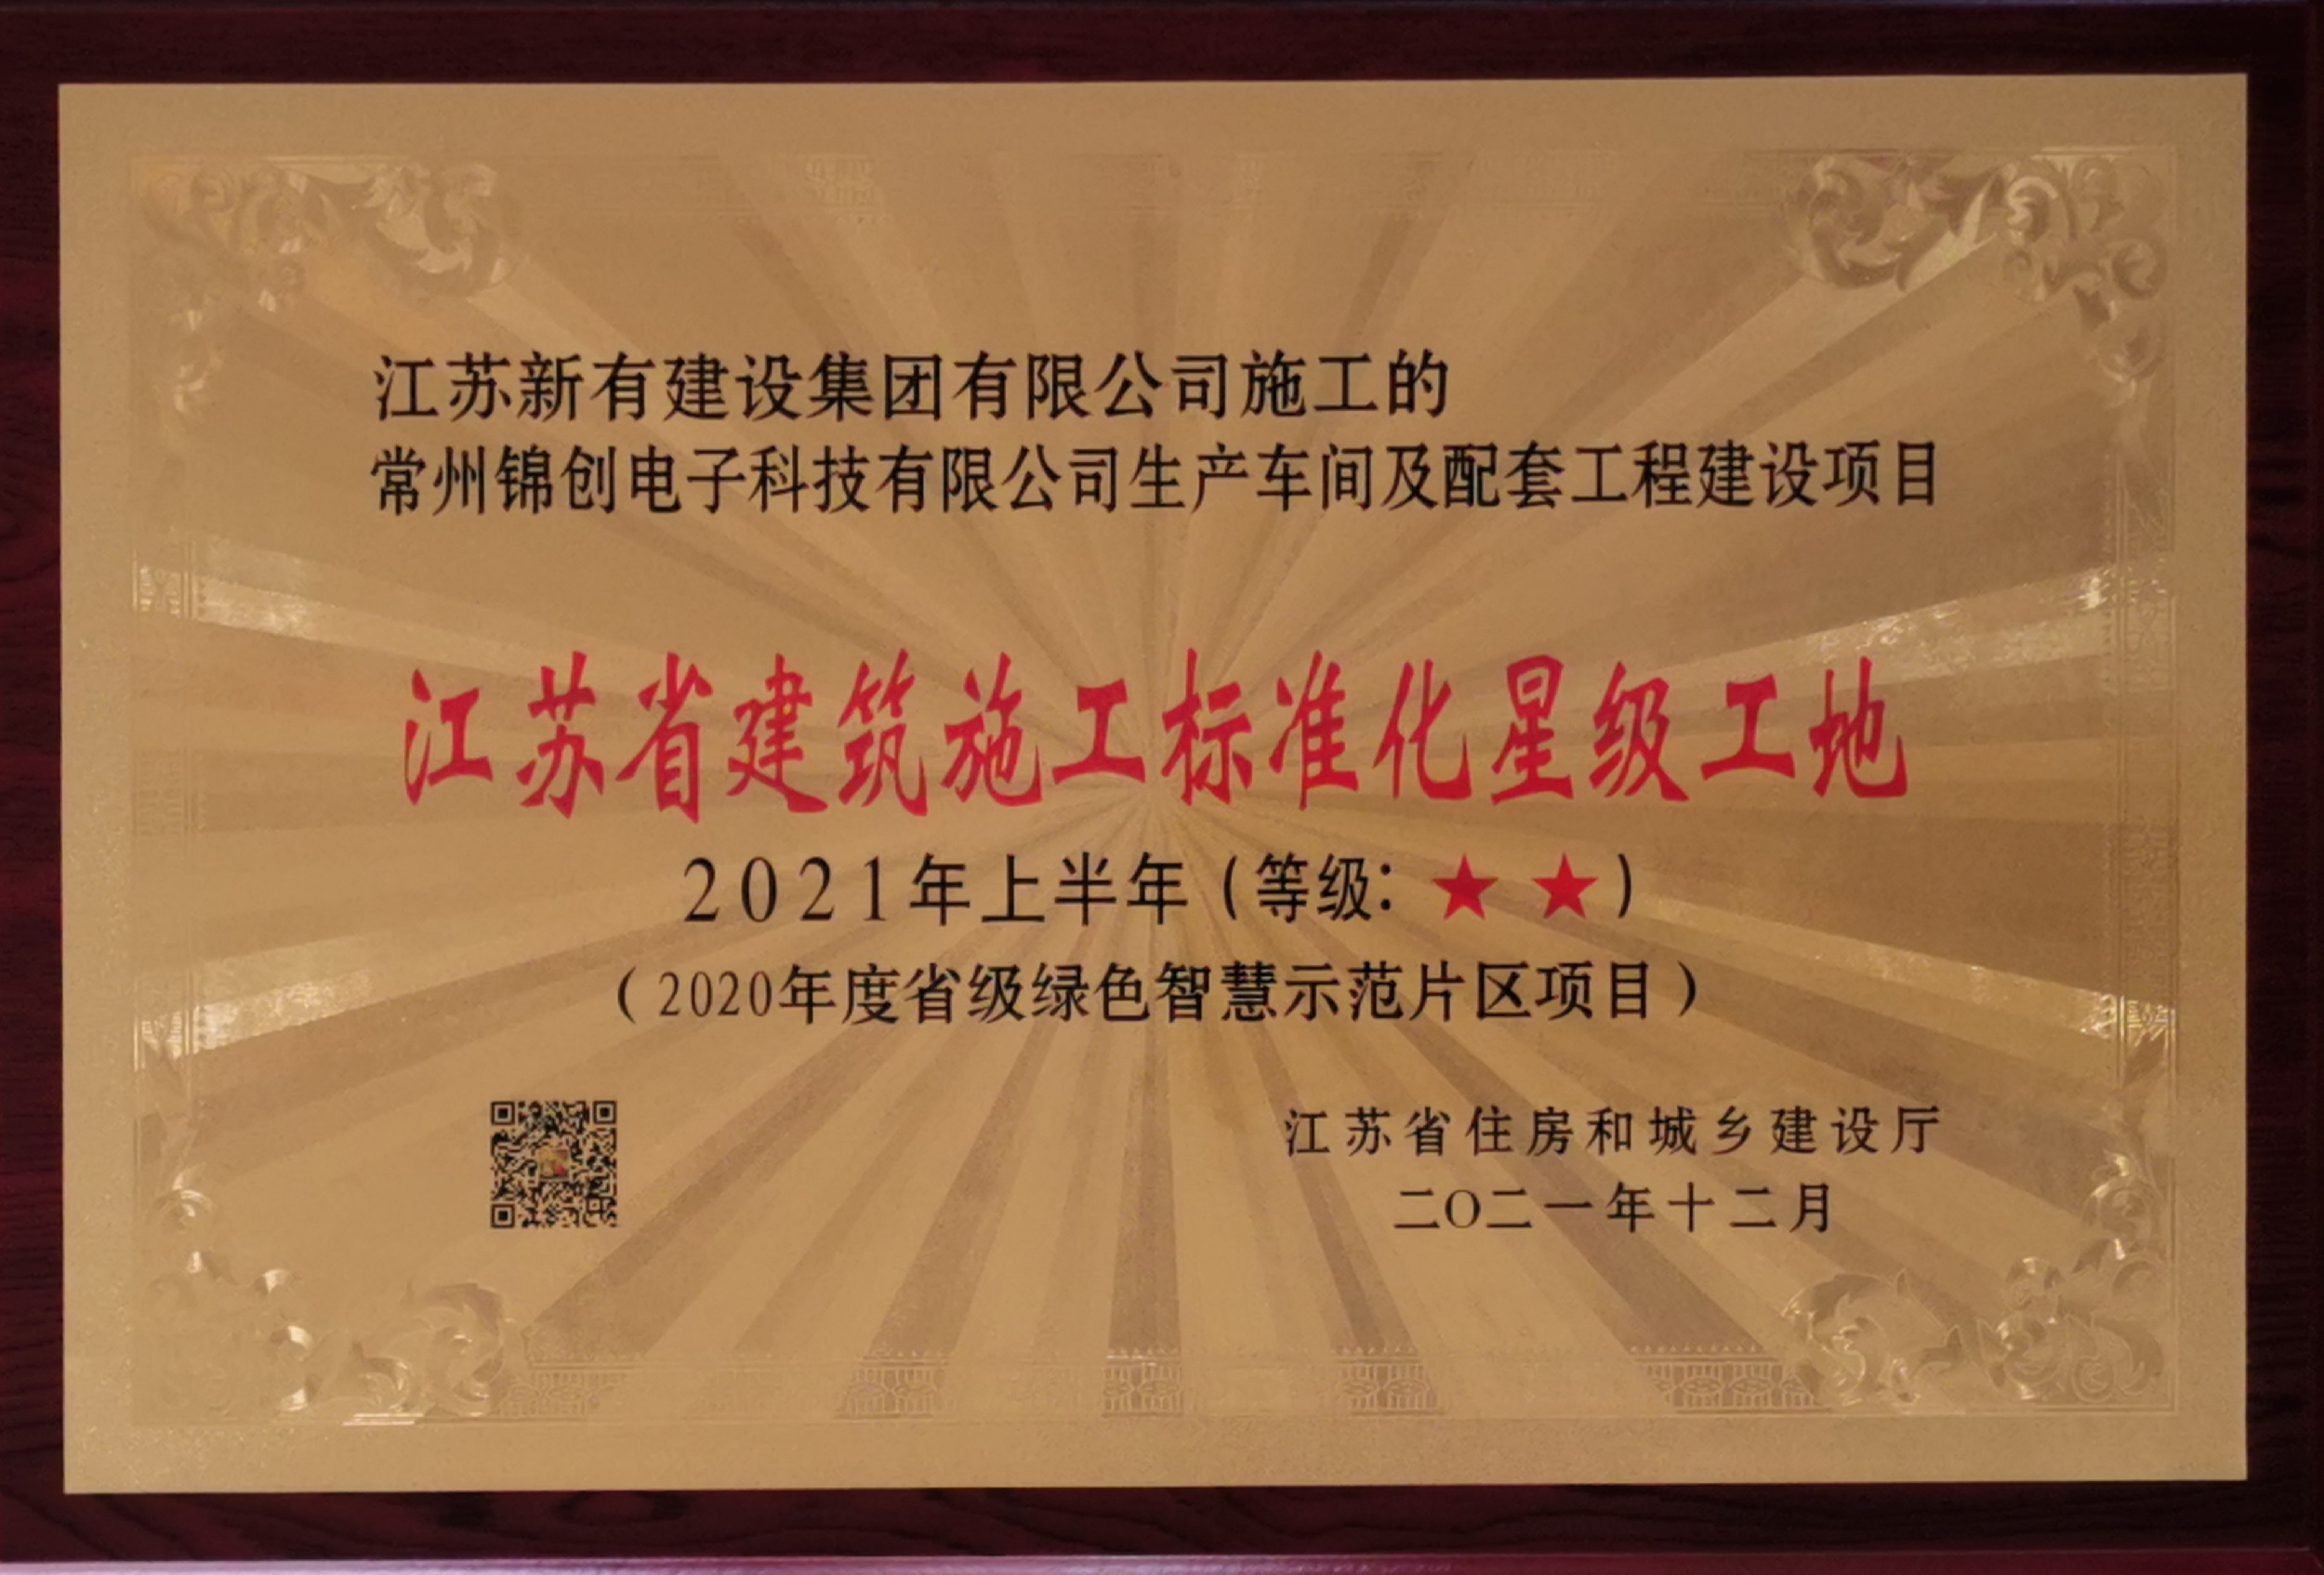 江苏新有建设集团有限公司施工的
常州锦创电子科技有限公司生产车间及配套工程建设项目
江苏省建筑施工标准化星级工地
2021年上半年（等级：★ ★）
（2020年度省级绿色智慧示范片区项目）
江苏省住房和城乡建设厅
二〇二一年十二月